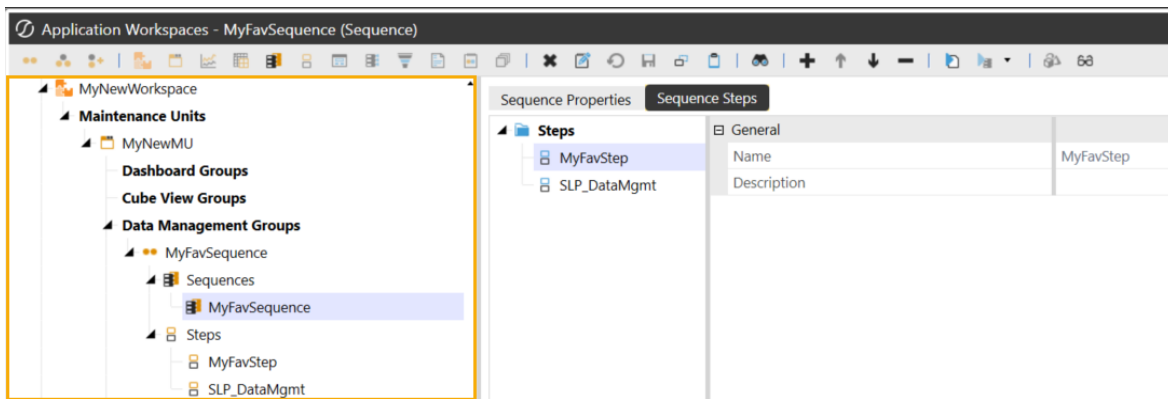 Application Workspaces - MyFavSequence (Sequence)
MyNewWorkspace
Maintenance Units
MyNewMU
Dashboard Groups
Cube View Groups
Data Management Groups
MyFavSequence
Sequences
MyFavSequence
Steps
MyFavStep
SLP_DataMgmt
Sequence Properties Sequence Steps
Steps
MyFavStep
SLP_DataMgmt
General
Name MyFavStep
Description